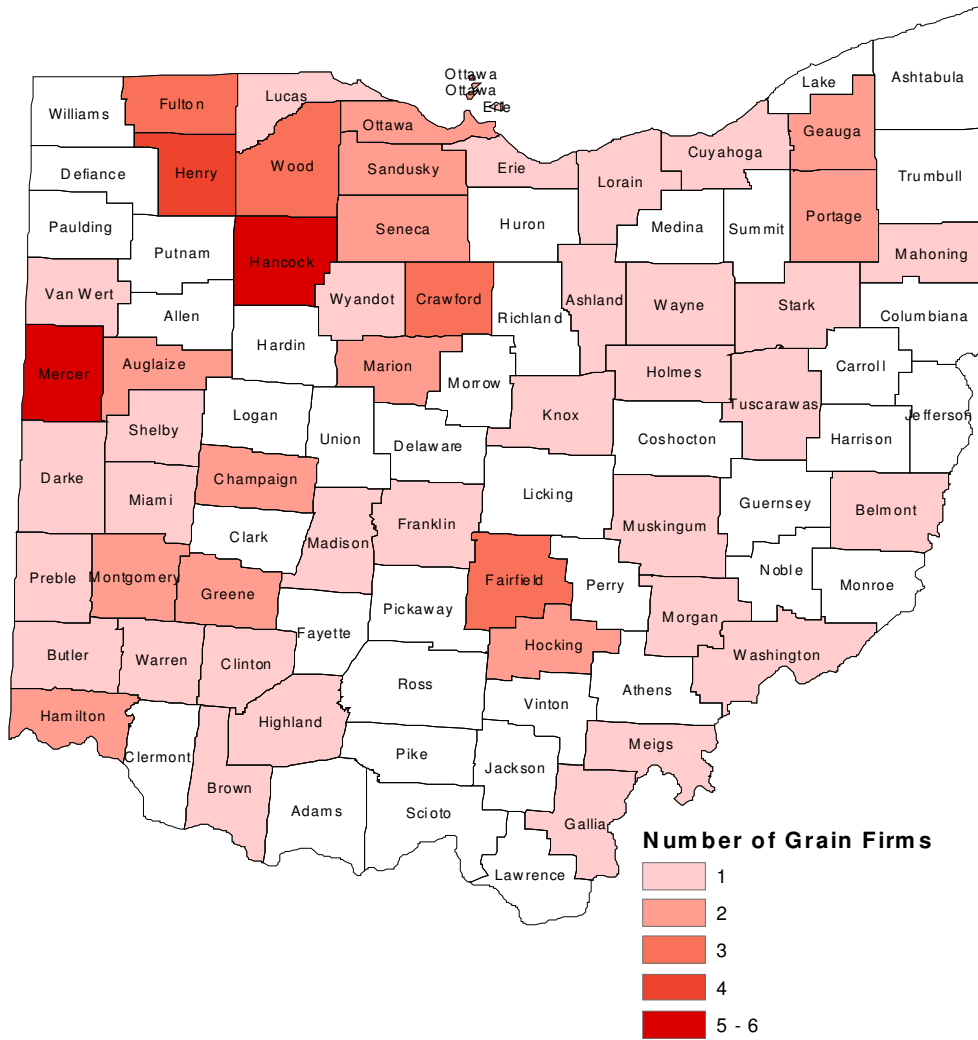 Ottawa
Ottawa
Erie
Lake
Ashtabula
Williams
Fulton
Lucas
Ottawa
Geauga
Defiance
Henry
Wood
Sandusky
Erie
Lorain
Cuyahoga
Trumbull
Paulding
Putnam
Hancock
Seneca
Huron
Medina
Summit
Portage
Mahoning
Van Wert
Allen
Wyandot
Crawford
Richland
Ashland
Wayne
Stark
Columbiana
Mercer
Auglaize
Hardin
Marion
Morrow
Holmes
Carroll
Shelby
Logan
Union
Delaware
Knox
Coshocton
Tuscarawas
Harrison
Jefferson
Darke
Miami
Champaign
Licking
Guernsey
Belmont
Clark
Madison
Franklin
Muskingum
Preble
Montgomery
Greene
Fairfield
Perry
Noble
Monroe
Fayette
Pickaway
Morgan
Butler
Warren
Clinton
Hocking
Washington
Ross
Athens
Hamilton
Highland
Vinton
Clermont
Pike
Jackson
Meigs
Brown
Adams
Scioto
Gallia
Lawrence
Number of Grain Firms
1
2
3
4
5 - 6